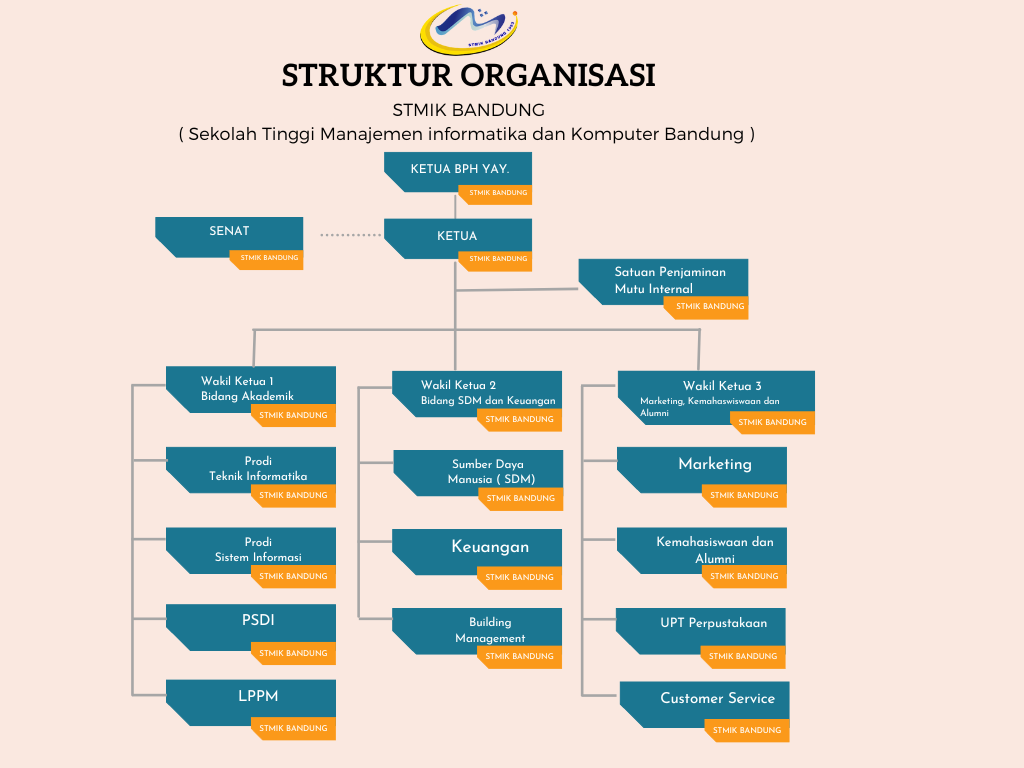 STMIK BANDUNG 1992
STRUKTUR ORGANISASI
STMIK BANDUNG
( Sekolah Tinggi Manajemen informatika dan Komputer Bandung )
KETUA BPH YAY.
STMIK BANDUNG
SENAT
STMIK BANDUNG
KETUA
STMIK BANDUNG
Satuan Penjaminan
Mutu Internal
STMIK BANDUNG
Wakil Ketua 1
Bidang Akademik
STMIK BANDUNG
Prodi
Teknik Informatika
STMIK BANDUNG
Prodi
Sistem Informasi
STMIK BANDUNG
PSDI
STMIK BANDUNG
LPPM
STMIK BANDUNG
Wakil Ketua 2
Bidang SDM dan Keuangan
STMIK BANDUNG
Sumber Daya
Manusia ( SDM)
STMIK BANDUNG
Keuangan
STMIK BANDUNG
Building
Management
STMIK BANDUNG
Wakil Ketua 3
Marketing, Kemahaswiswaan dan
Alumni
STMIK BANDUNG
Marketing
STMIK BANDUNG
Kemahasiswaan dan
Alumni
STMIK BANDUNG
UPT Perpustakaan
STMIK BANDUNG
Customer Service
STMIK BANDUNG